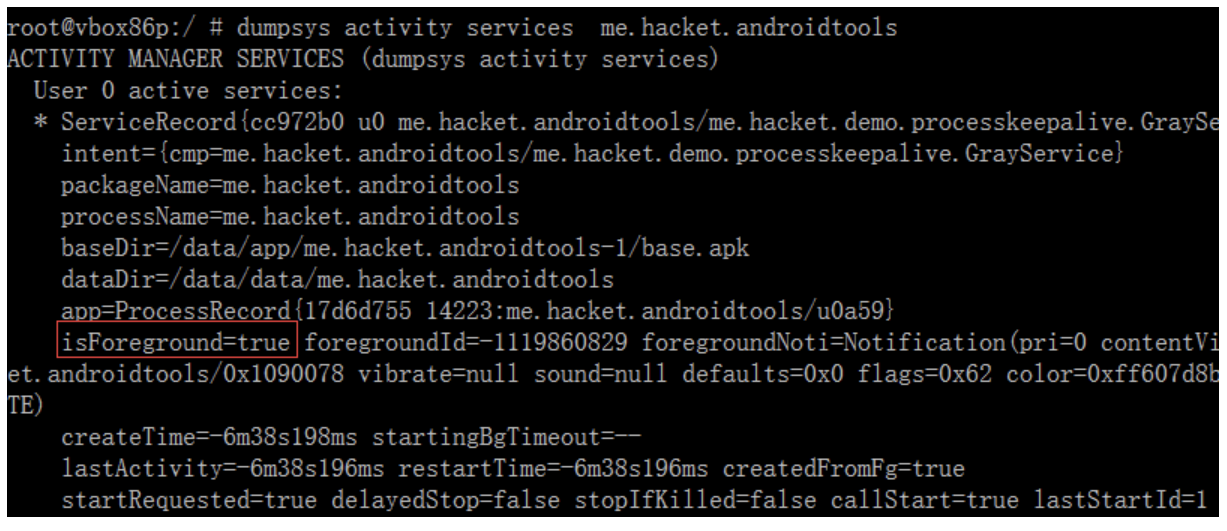 root@vbox86p:/ # dumpsys activity services  me.hacket.androidtools
ACTIVITY MANAGER SERVICES (dumpsys activity services)
  User 0 active services:
  * ServiceRecord{cc972b0 u0 me.hacket.androidtools/me.hacket.demo.processkeepalive.GraySe
    intent={cmp=me.hacket.androidtools/me.hacket.demo.processkeepalive.GrayService}
    packageName=me.hacket.androidtools
    processName=me.hacket.androidtools
    baseDir=/data/app/me.hacket.androidtools-1/base.apk
    dataDir=/data/data/me.hacket.androidtools
    app=ProcessRecord{17d6d755 14223:me.hacket.androidtools/u0a59}
    isForeground=true foregroundId=-1119860829 foregroundNoti=Notification(pri=0 contentVi
et.androidtools/0x1090078 vibrate=null sound=null defaults=0x0 flags=0x62 color=0xff607d8b
TE)
    createTime=-6m38s198ms startingBgTimeout=--
    lastActivity=-6m38s196ms restartTime=-6m38s196ms createdFromFg=true
    startRequested=true delayedStop=false stopIfKilled=false callStart=true lastStartId=1